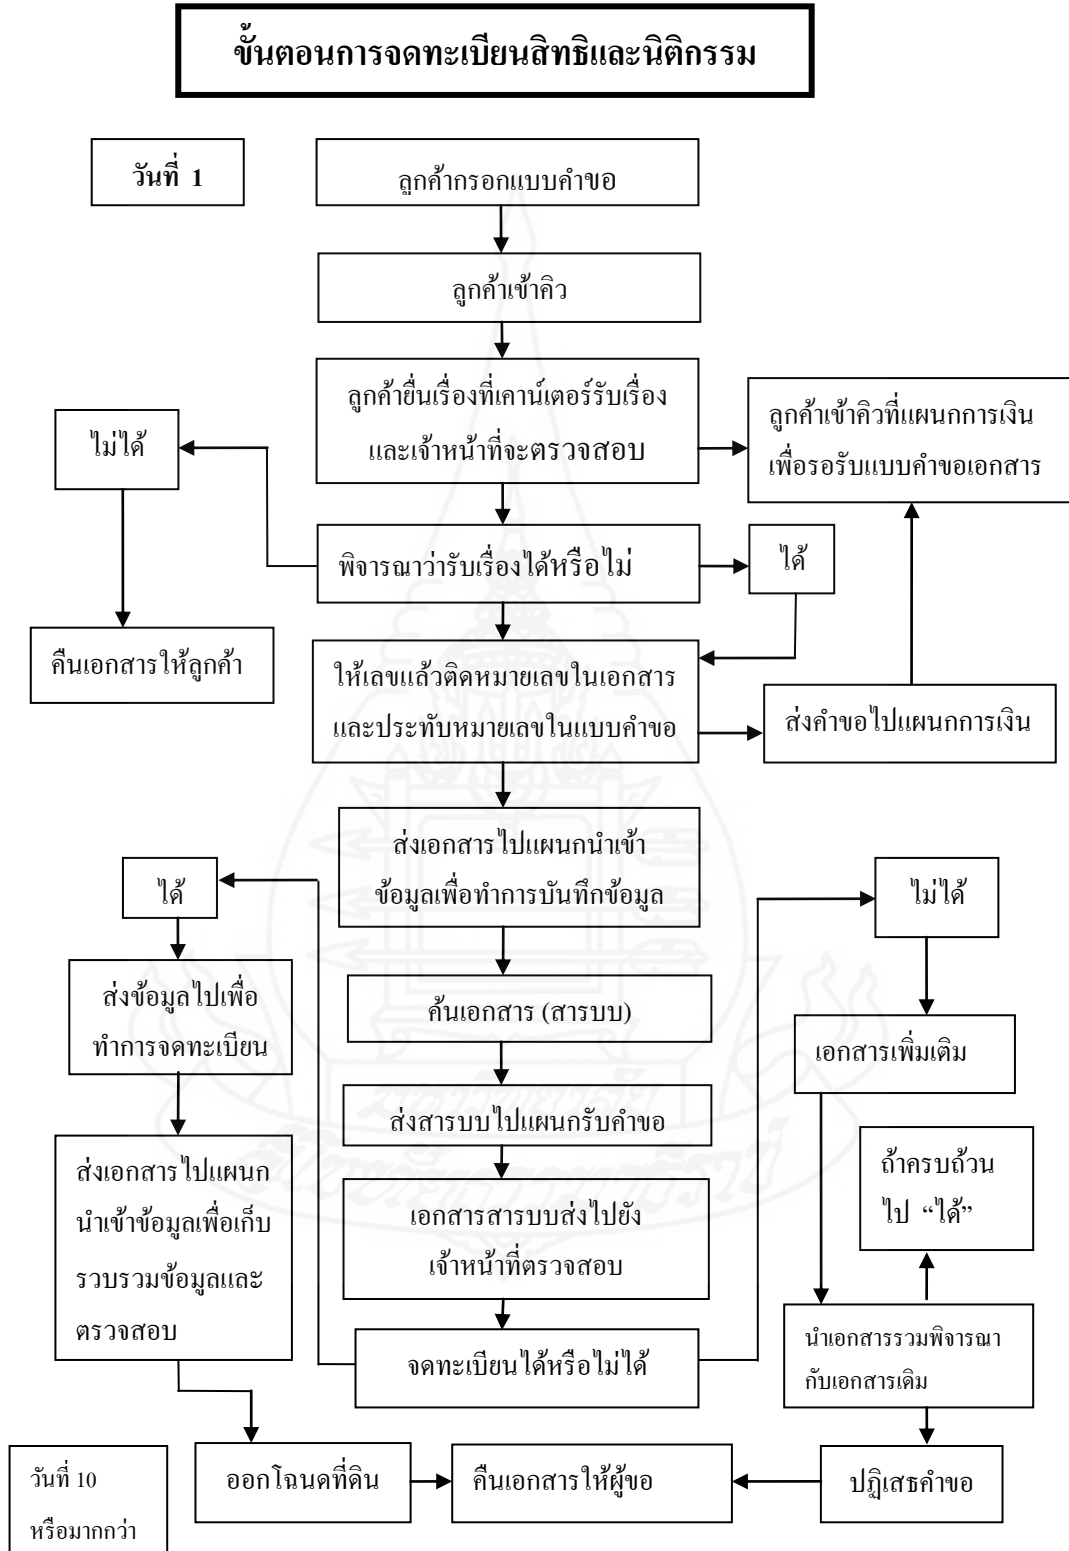 ขั้นตอนการจดทะเบียนสิทธิและนิติกรรม
วันที่ 1
ลูกค้ากรอกแบบคำขอ
ลูกค้าเข้าคิว
ลูกค้ายื่นเรื่องที่เคาน์เตอร์รับเรื่อง
และเจ้าหน้าที่จะตรวจสอบ
ลูกค้าเข้าคิวที่แผนกการเงิน
เพื่อรอรับแบบคำขอเอกสาร
ไม่ได้
พิจารณาว่ารับเรื่องได้หรือไม่
ได้
คืนเอกสารให้ลูกค้า
ให้เลขแล้วติดหมายเลขในเอกสาร
และประทับหมายเลขในแบบคำขอ
ส่งคำขอไปแผนกการเงิน
ส่งเอกสารไปแผนกนำเข้า
ข้อมูลเพื่อทำการบันทึกข้อมูล
ได้
ไม่ได้
ส่งข้อมูลไปเพื่อ
ทำการจดทะเบียน
ค้นเอกสาร (สารบบ)
เอกสารเพิ่มเติม
ส่งสารบบไปแผนกรับคำขอ
ส่งเอกสารไปแผนก
นำเข้าข้อมูลเพื่อเก็บ
รวบรวมข้อมูลและ
ตรวจสอบ
เอกสารสารบบส่งไปยัง
เจ้าหน้าที่ตรวจสอบ
ถ้าครบถ้วน
ไป “ได้”
จดทะเบียนได้หรือไม่ได้
นำเอกสารรวมพิจารณา
กับเอกสารเดิม
วันที่ 10
หรือมากกว่า
ออกโฉนดที่ดิน
คืนเอกสารให้ผู้ขอ
ปฏิเสธคำขอ
มหาวิทยาลัย
สุโขทัยธรรมาธิราช